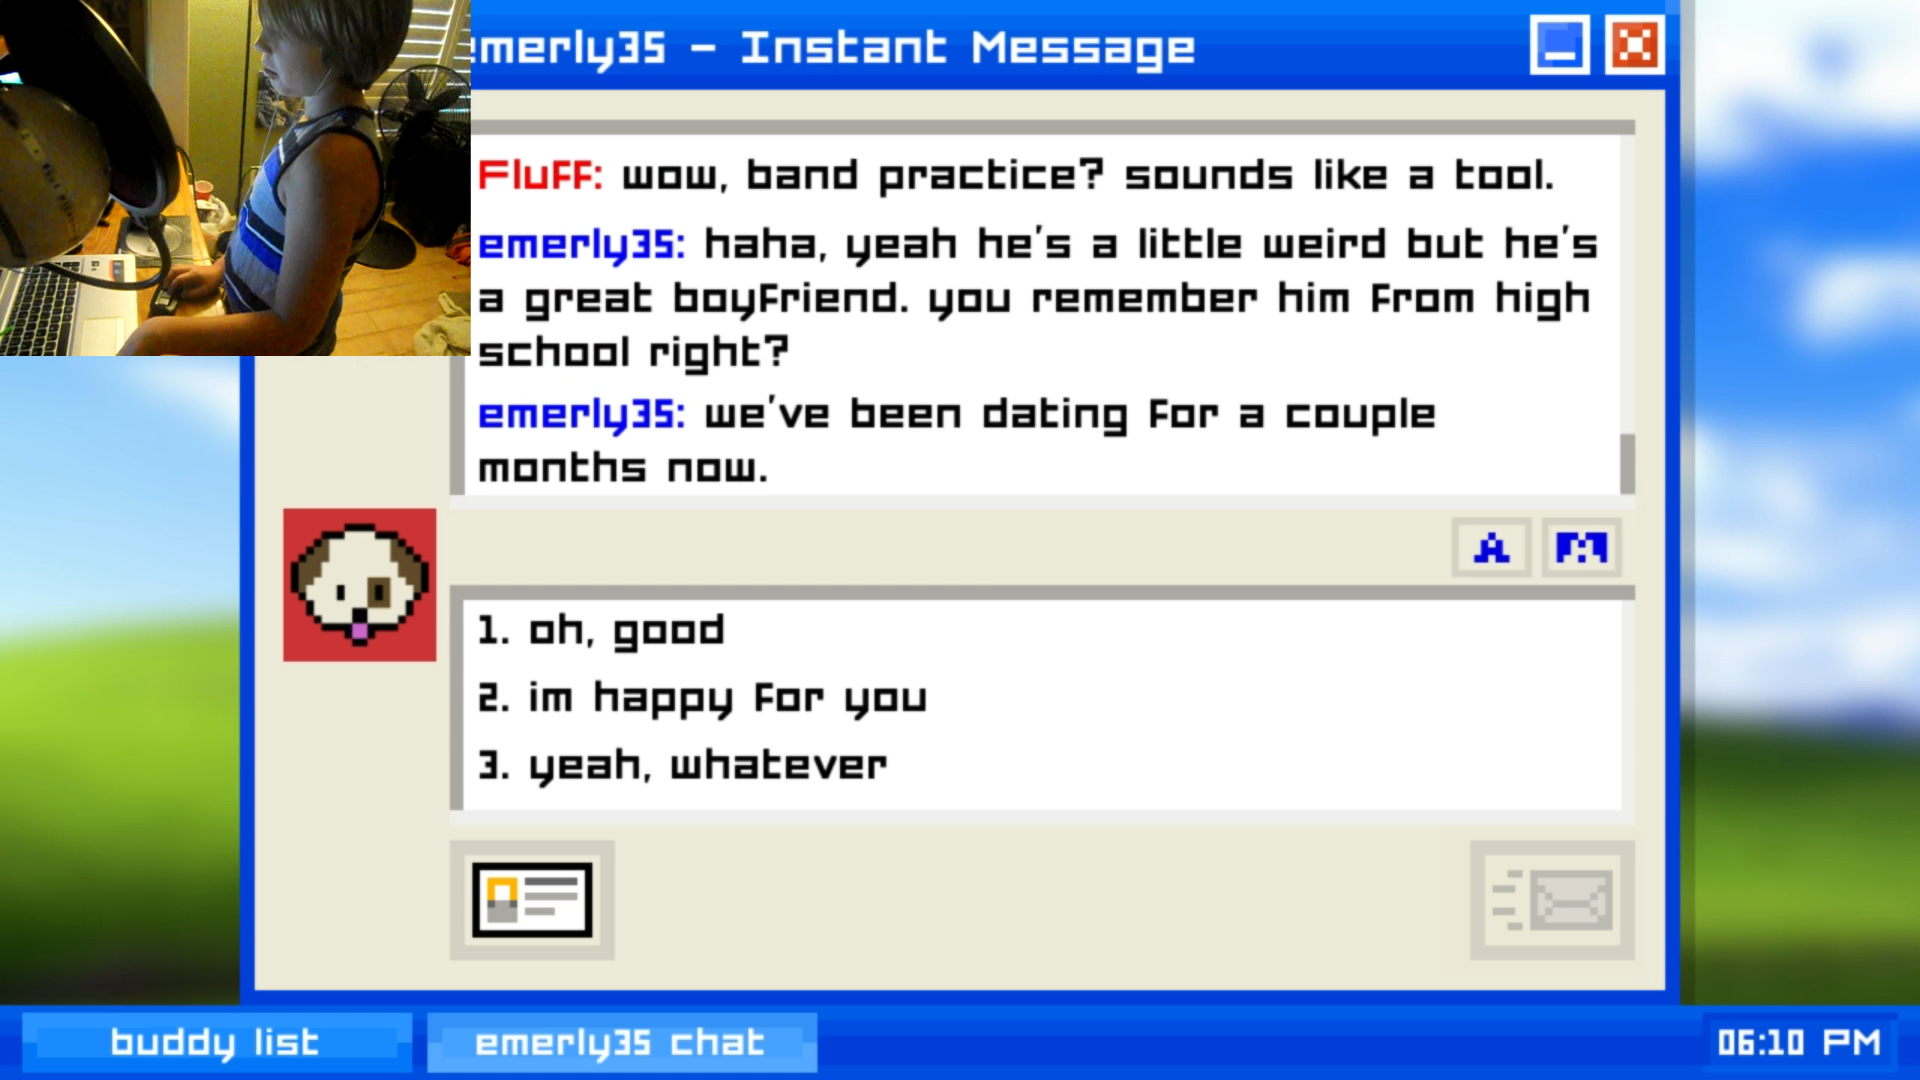 emerly35 - Instant Message
Fluff: wow, band practice? sounds like a tool.
emerly35: haha, yeah he's a little weird but he's
a great boyfriend. you remember him from high
school right?
emerly35: we've been dating for a couple
months now.
A
1. oh, good
2. im happy for you
3. yeah, whatever
buddy list
emerly35 chat
06:10 PM